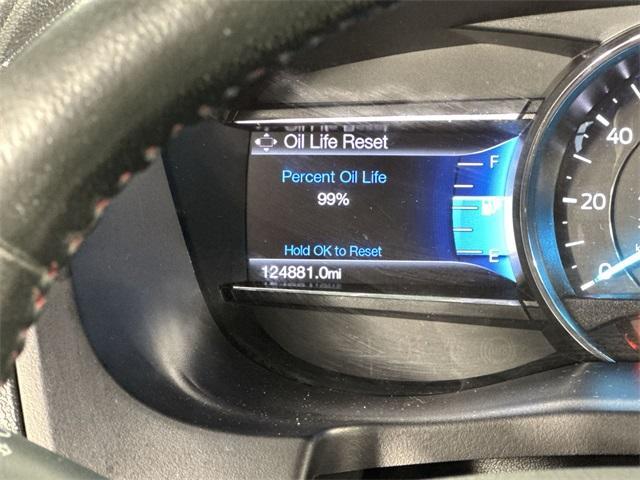 Oil Life Reset
Percent Oil Life
99%
Hold OK to Reset
124881.0mi
F
E
40
20
0